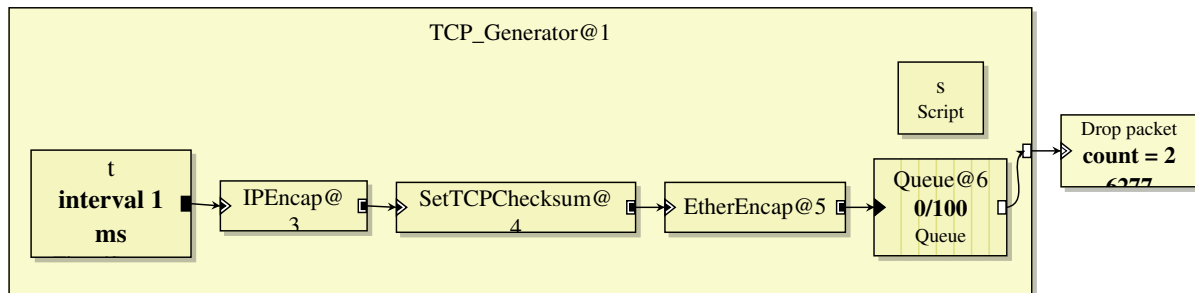 TCP_Generator@1
s
Script
Drop packet
count = 2
6277
t
interval 1
ms
IPEncap@
3
SetTCPChecksum@
4
EtherEncap@5
Queue@6
0/100
Queue